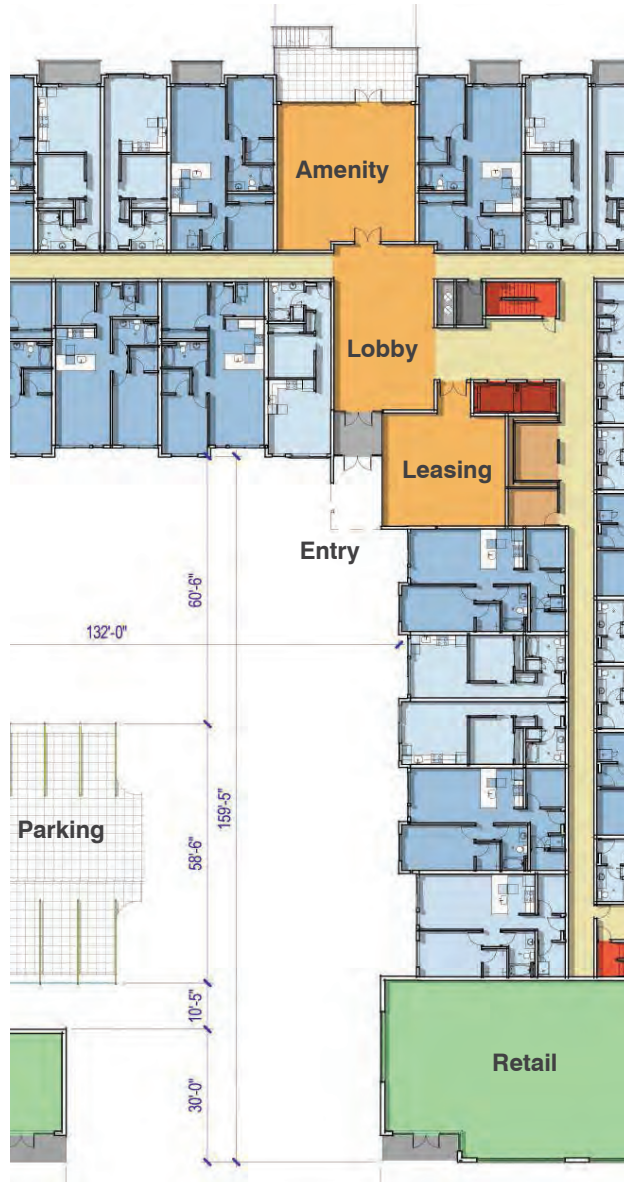 Amenity
Lobby
Leasing
Entry
60'-6"
132'-0"
159'-5"
Parking
58'-6"
10'-5"
Retail
30'-0"